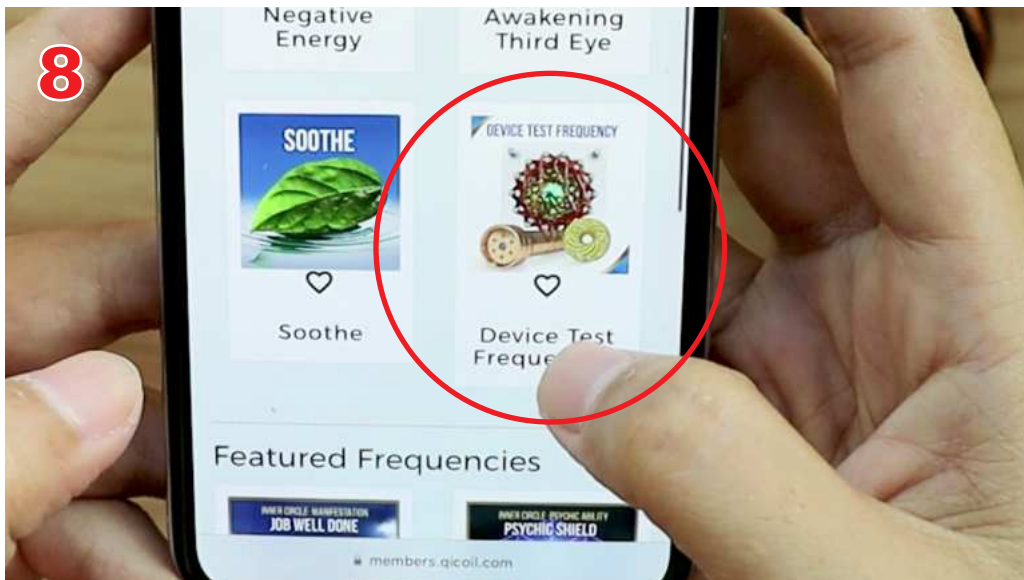 8
Negative
Energy
Awakening
Third Eye
SOOTHE
DEVICE TEST FREQUENCY
Soothe
Device Test
Freque
Featured Frequencies
INNER CIRCLE MANIFESTATION
JOB WELL DONE
INNER CIRCLE PSYCHIC ABILITY
PSYCHIC SHIELD
members.qicoil.com